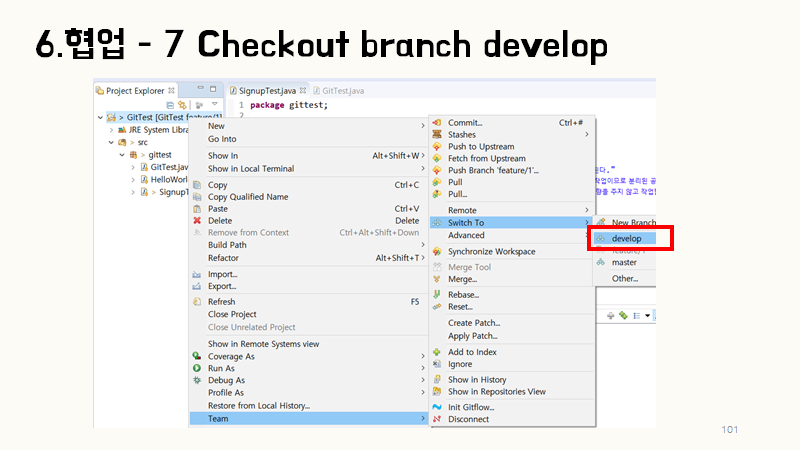 6.협업 - 7 Checkout branch develop
Project Explorer
SignupTest.java
GitTest.java
> GitTest [GitTest feature/1]
JRE System Libra
> src
> gittest
GitTest.jav
HelloWorl
> SignupT
1 package gittest;
2
New
Go Into
Show In Alt+Shift+W >
Show in Local Terminal
Copy Ctrl+C
Copy Qualified Name
Paste Ctrl+V
Delete Delete
Remove from Context Ctrl+Alt+Shift+Down
Build Path
Refactor Alt+Shift+T >
Import...
Export...
Refresh F5
Close Project
Close Unrelated Project
Show in Remote Systems view
Coverage As
Run As
Debug As
Profile As
Restore from Local History...
Team
Commit... Ctrl+#
Stashes
Push to Upstream
Fetch from Upstream
Push Branch 'feature/1'...
Pull
Pull...
Remote
Switch To
Advanced
Synchronize Workspace
Merge Tool
Merge...
Rebase...
Reset...
Create Patch...
Apply Patch...
Add to Index
Ignore
Show in History
Show in Repositories View
Init Gitflow...
Disconnect
New Branch
develop
master
Other...
101